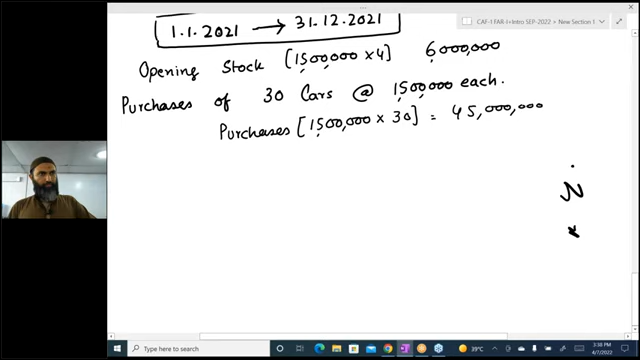 CAF-1 FAR-I+Intro SEP-2022 > New Section 1
1.1.2021 → 31.12.2021
Opening Stock [1500,000 x 4] 6,000,000
Purchases of 30 Cars @ 1,500,000 each.
Purchases [1,500,000 x 30] = 45,000,000
N
x
Type here to search
39°C
3:38 PM
4/7/2022